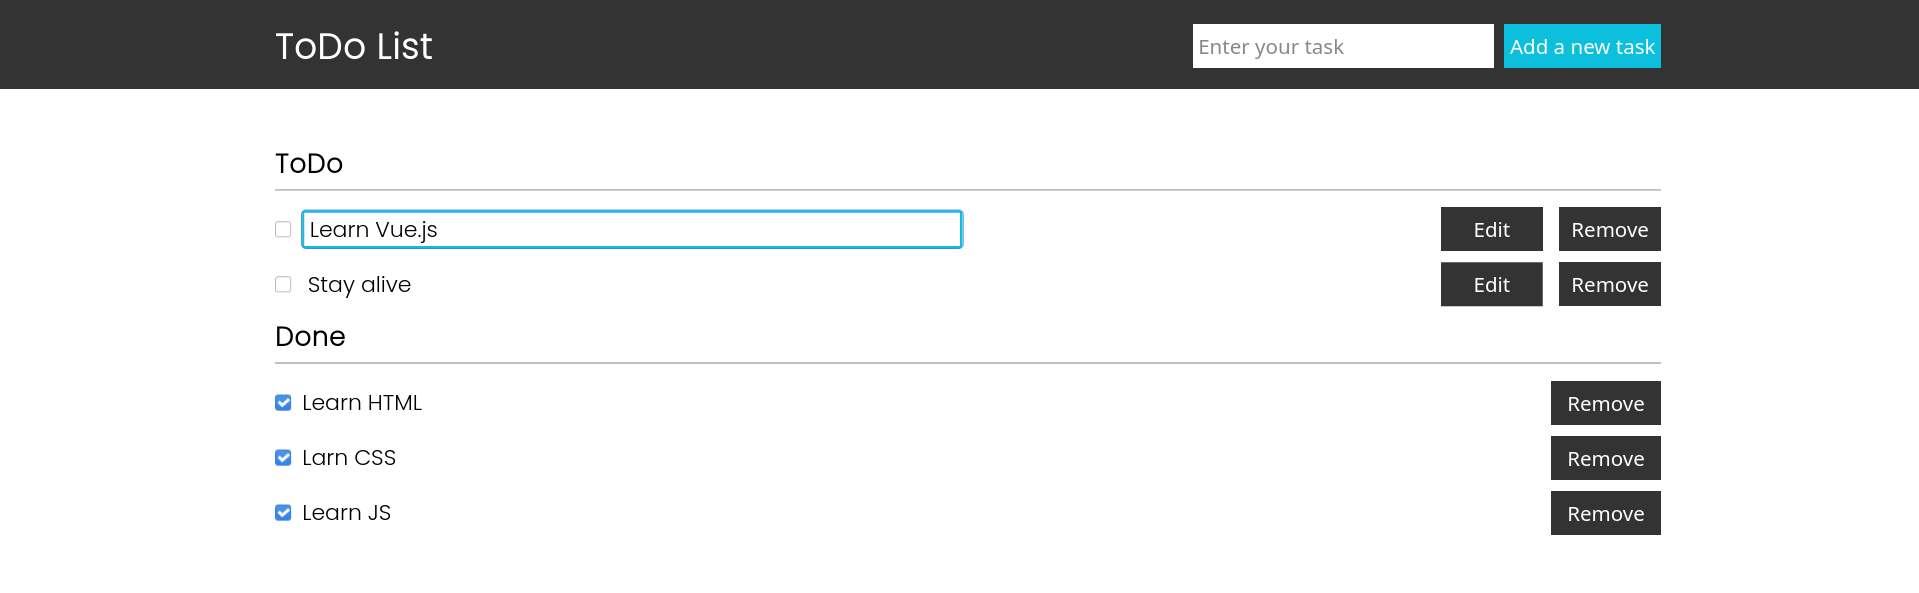 ToDo List
Enter your task
Add a new task
ToDo
Learn Vue.js
Edit
Remove
Stay alive
Edit
Remove
Done
Learn HTML
Remove
Larn CSS
Remove
Learn JS
Remove